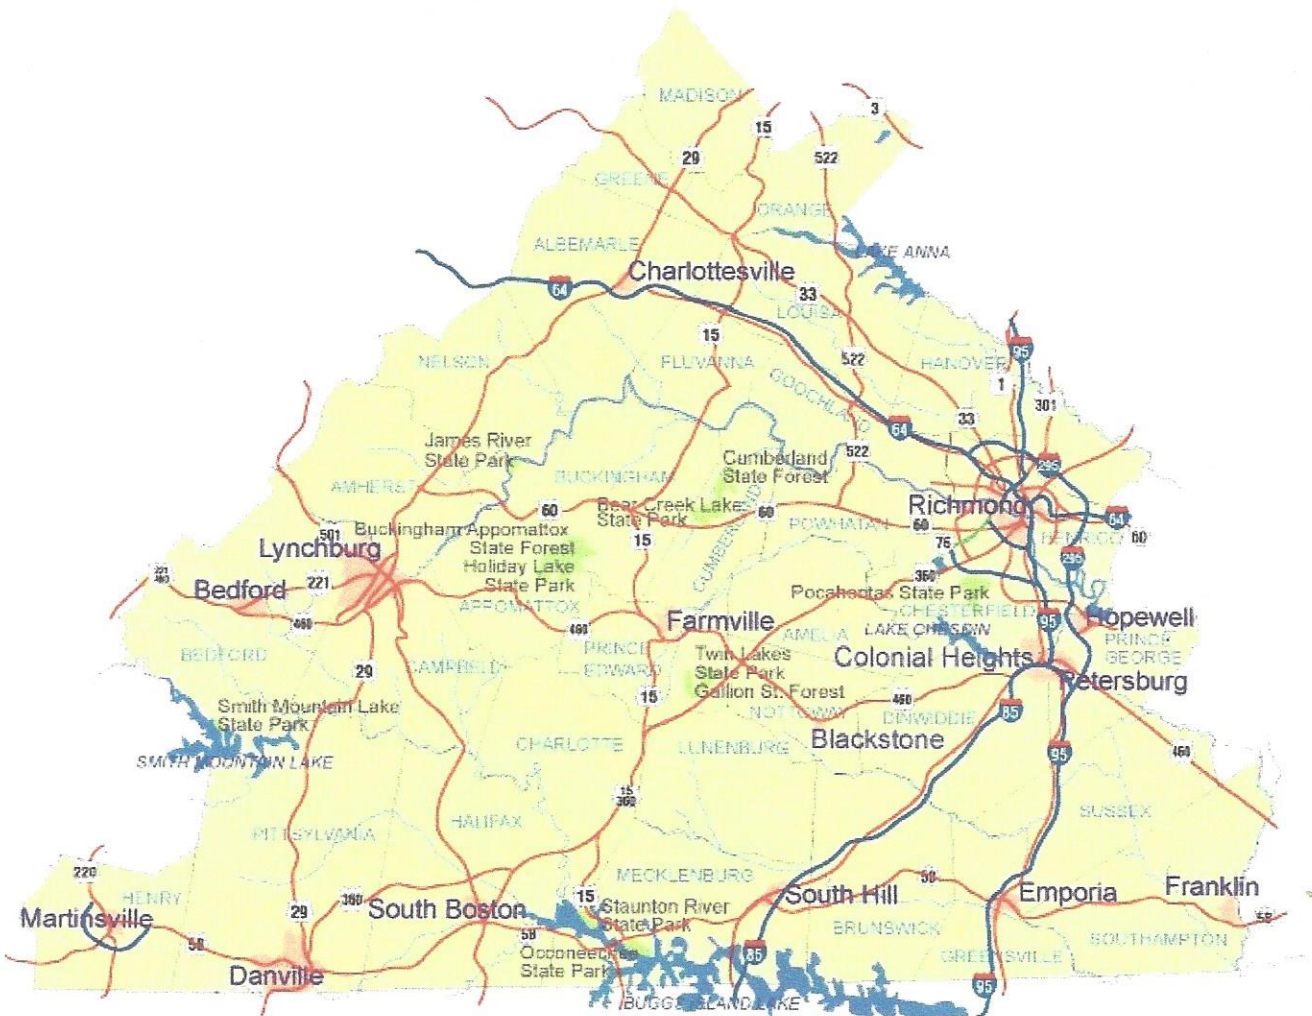 MADISON
3
15
29
522
GREENE
ORANGE
ALBEMARLE
LAKE ANNA
Charlottesville
64
33
LOUISA
15
95
NELSON
FLUVANNA
522
HANOVER
GOOCHLAND
1
301
33
64
James River
State Park
Cumberland
State Forest
522
295
BUCKINGHAM
AMHERST
Bear Creek Lake
State Park
60
60
Richmond
64
POWHATAN
60
HENRICO
60
501
Buckingham Appomattox
State Forest
Holiday Lake
State Park
15
CUMBERLAND
76
295
Lynchburg
221
460
221
Bedford
360
Pocahontas State Park
APPOMATTOX
CHESTERFIELD
460
460
Farmville
95
Hopewell
AMELIA
LAKE CHESDIN
PRINCE
GEORGE
BEDFORD
CAMPBELL
PRINCE
EDWARD
Twin Lakes
State Park
Gallion St. Forest
Colonial Heights
29
15
460
Petersburg
Smith Mountain Lake
State Park
NOTTOWAY
DINWIDDIE
85
CHARLOTTE
LUNENBURG
Blackstone
95
460
SMITH MOUNTAIN LAKE
15
360
SUSSEX
PITTSYLVANIA
HALIFAX
220
MECKLENBURG
58
HENRY
360
15
South Hill
Emporia
Franklin
Martinsville
29
South Boston
Staunton River
State Park
58
58
58
BRUNSWICK
SOUTHAMPTON
Danville
Occoneechee
State Park
85
GREENSVILLE
95
BUGGS ISLAND LAKE